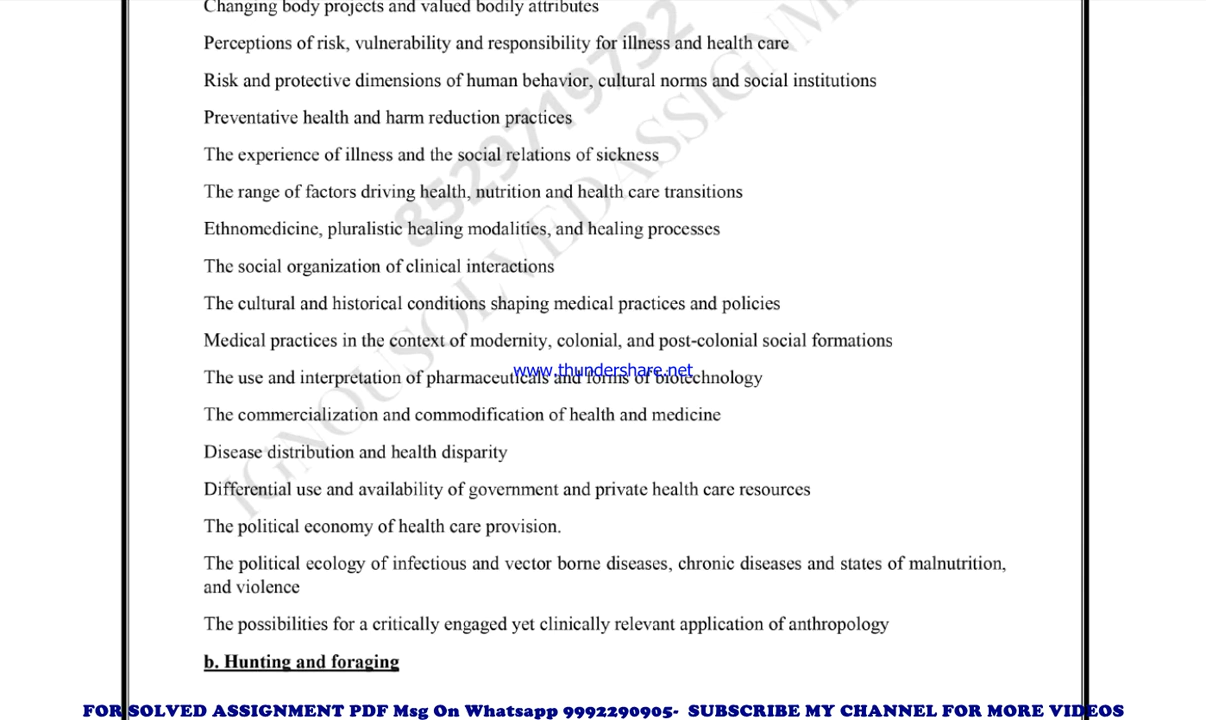 Changing body projects and valued bodily attributes
Perceptions of risk, vulnerability and responsibility for illness and health care
Risk and protective dimensions of human behavior, cultural norms and social institutions
Preventative health and harm reduction practices
The experience of illness and the social relations of sickness
The range of factors driving health, nutrition and health care transitions
Ethnomedicine, pluralistic healing modalities, and healing processes
The social organization of clinical interactions
The cultural and historical conditions shaping medical practices and policies
Medical practices in the context of modernity, colonial, and post-colonial social formations
www.thundershare.net
The use and interpretation of pharmaceuticals and forms of biotechnology
The commercialization and commodification of health and medicine
Disease distribution and health disparity
Differential use and availability of government and private health care resources
The political economy of health care provision.
The political ecology of infectious and vector borne diseases, chronic diseases and states of malnutrition,
and violence
The possibilities for a critically engaged yet clinically relevant application of anthropology
b. Hunting and foraging
8529719732
IGNOUSOLVEDASSIGNME
FOR SOLVED ASSIGNMENT PDF Msg On Whatsapp 9992290905- SUBSCRIBE MY CHANNEL FOR MORE VIDEOS